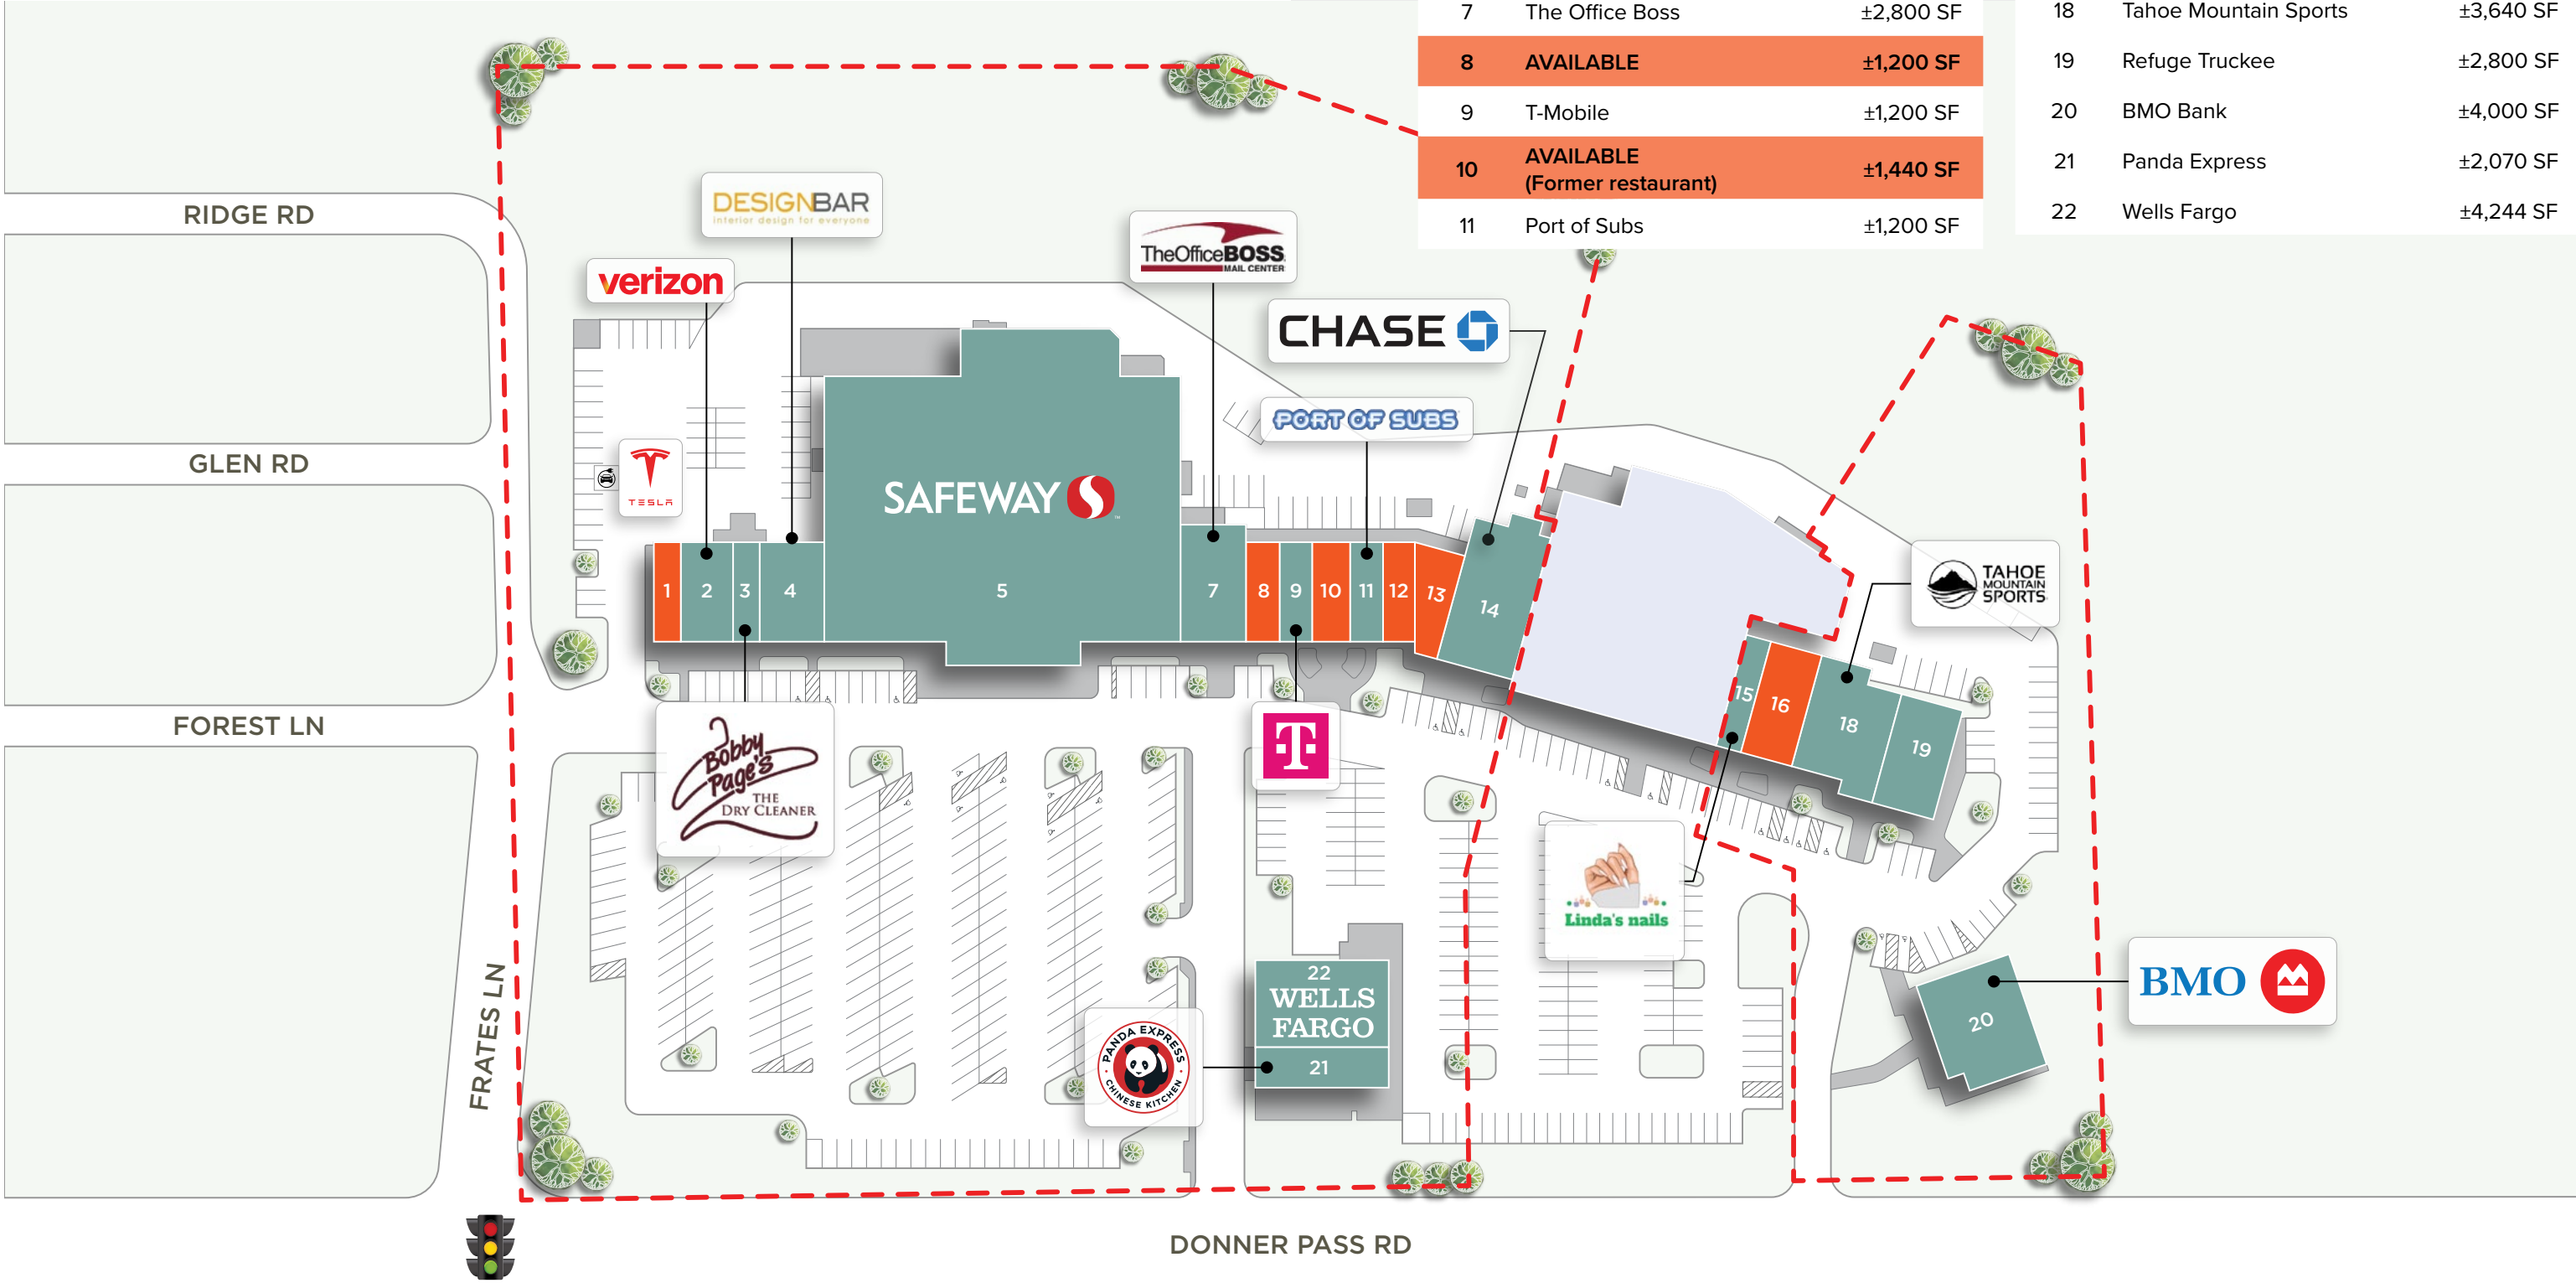 7 The Office Boss ±2,800 SF
8 AVAILABLE ±1,200 SF
9 T-Mobile ±1,200 SF
10 AVAILABLE (Former restaurant) ±1,440 SF
11 Port of Subs ±1,200 SF
18 Tahoe Mountain Sports ±3,640 SF
19 Refuge Truckee ±2,800 SF
20 BMO Bank ±4,000 SF
21 Panda Express ±2,070 SF
22 Wells Fargo ±4,244 SF
RIDGE RD
GLEN RD
FOREST LN
FRATES LN
DONNER PASS RD
DESIGNBAR
interior design for everyone
verizon
TheOfficeBOSS
MAIL CENTER
CHASE
PORT OF SUBS
TESLA
SAFEWAY
TAHOE
MOUNTAIN
SPORTS
1 2 3 4 5 7 8 9 10 11 12 13 14
15 16 18 19
Bobby
Page's
THE
DRY CLEANER
T
Linda's nails
22
WELLS
FARGO
21
PANDA EXPRESS
CHINESE KITCHEN
20
BMO